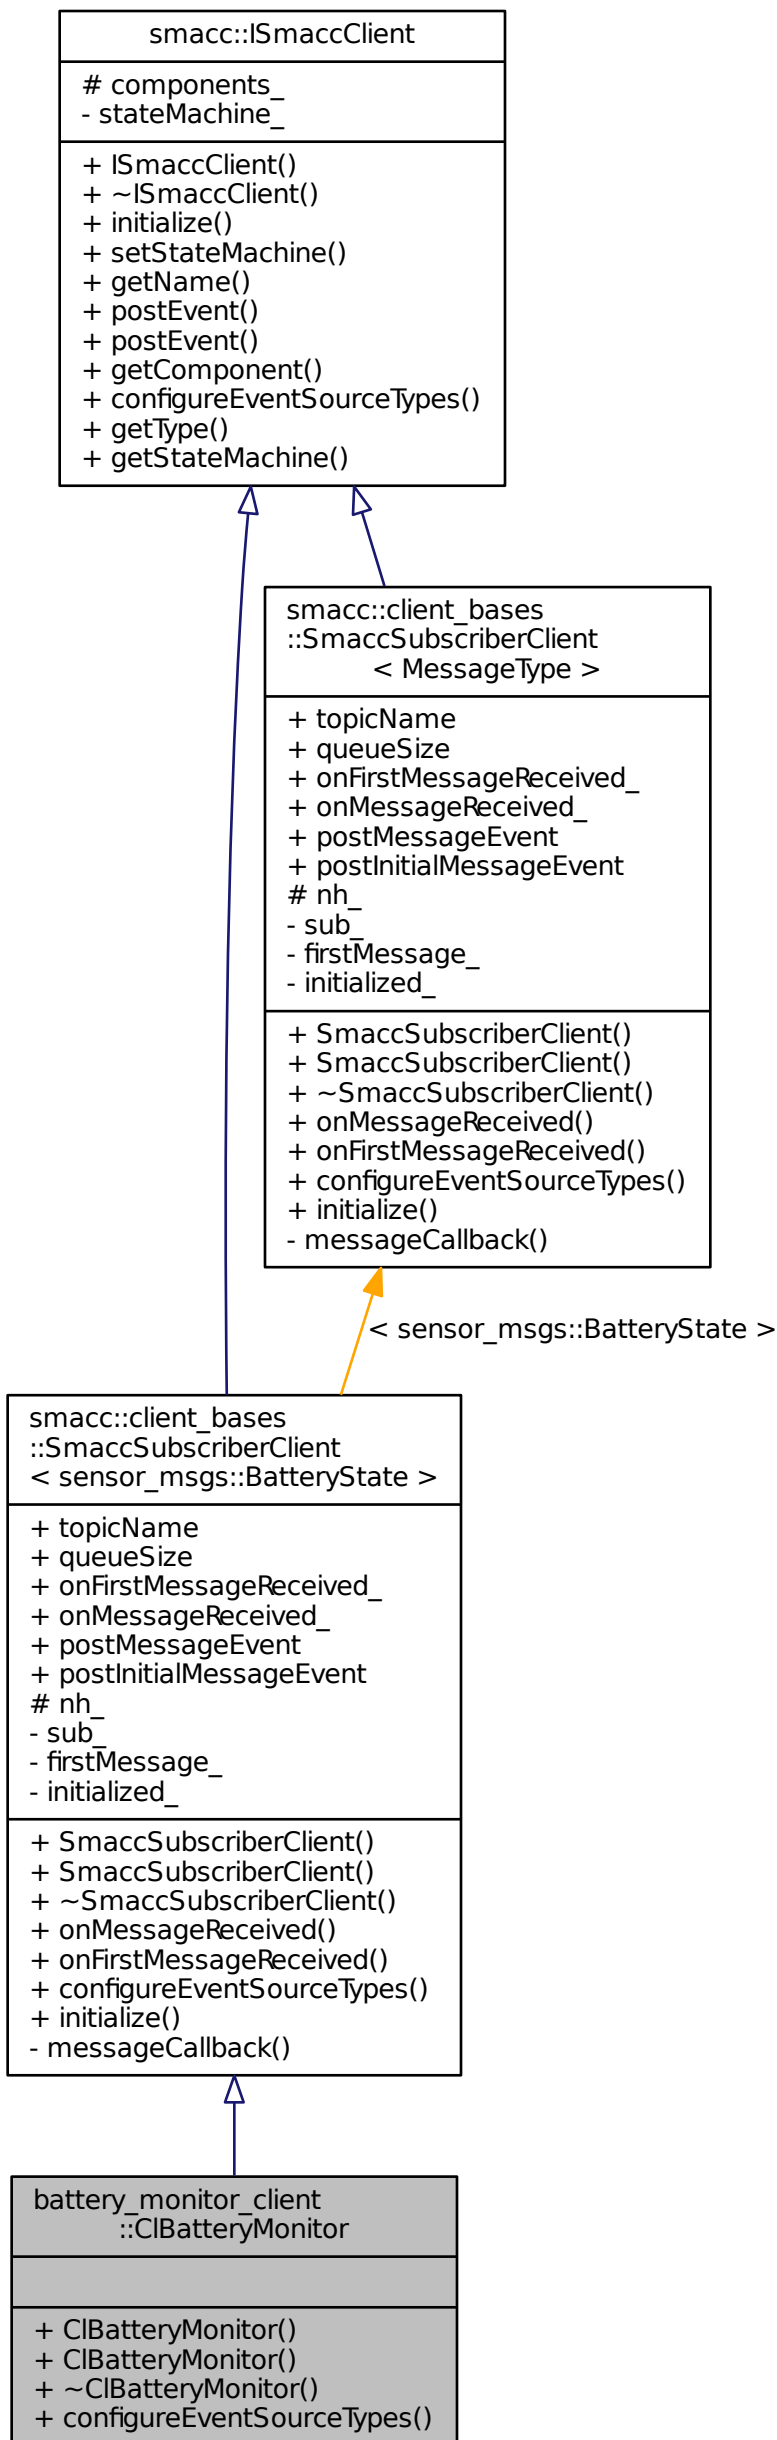 smacc::ISmaccClient
# components_
- stateMachine_
+ ISmaccClient()
+ ~ISmaccClient()
+ initialize()
+ setStateMachine()
+ getName()
+ postEvent()
+ postEvent()
+ getComponent()
+ configureEventSourceTypes()
+ getType()
+ getStateMachine()
smacc::client_bases
::SmaccSubscriberClient
< MessageType >
+ topicName
+ queueSize
+ onFirstMessageReceived_
+ onMessageReceived_
+ postMessageEvent
+ postInitialMessageEvent
# nh_
- sub_
- firstMessage_
- initialized_
+ SmaccSubscriberClient()
+ SmaccSubscriberClient()
+ ~SmaccSubscriberClient()
+ onMessageReceived()
+ onFirstMessageReceived()
+ configureEventSourceTypes()
+ initialize()
- messageCallback()
< sensor_msgs::BatteryState >
smacc::client_bases
::SmaccSubscriberClient
< sensor_msgs::BatteryState >
+ topicName
+ queueSize
+ onFirstMessageReceived_
+ onMessageReceived_
+ postMessageEvent
+ postInitialMessageEvent
# nh_
- sub_
- firstMessage_
- initialized_
+ SmaccSubscriberClient()
+ SmaccSubscriberClient()
+ ~SmaccSubscriberClient()
+ onMessageReceived()
+ onFirstMessageReceived()
+ configureEventSourceTypes()
+ initialize()
- messageCallback()
battery_monitor_client
::ClBatteryMonitor
+ ClBatteryMonitor()
+ ClBatteryMonitor()
+ ~ClBatteryMonitor()
+ configureEventSourceTypes()